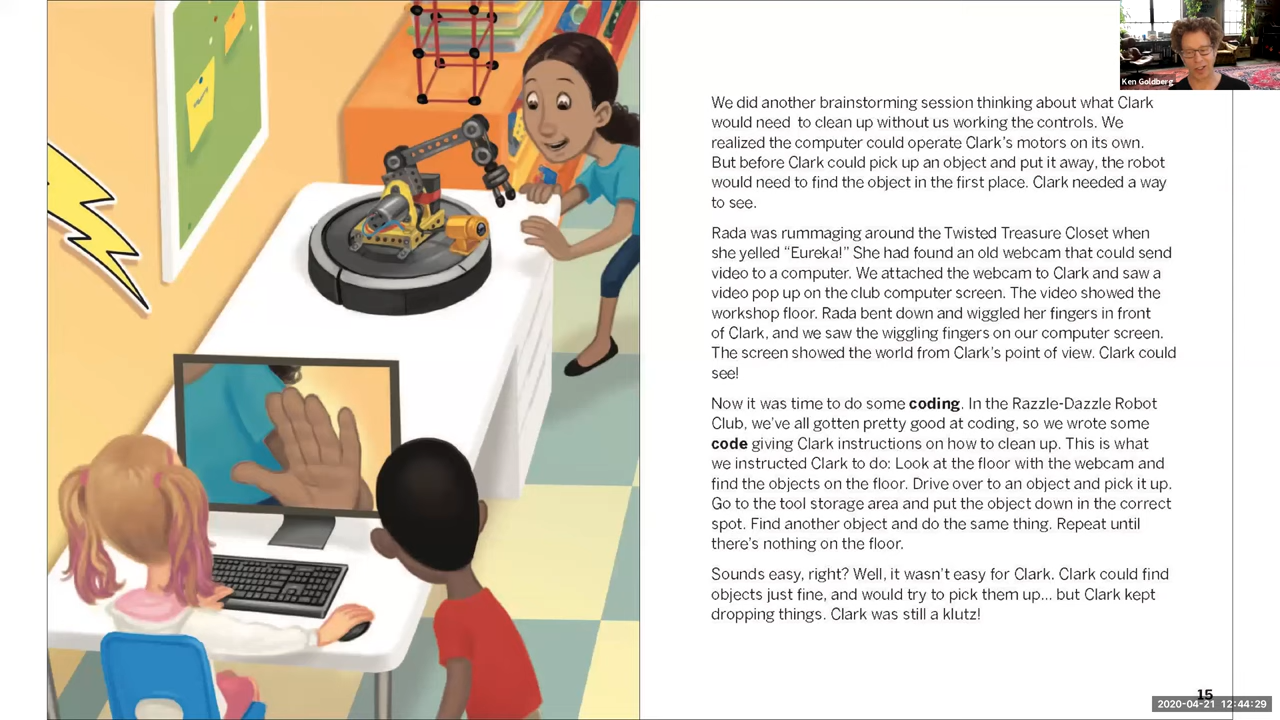 Ken Goldberg
We did another brainstorming session thinking about what Clark
would need to clean up without us working the controls. We
realized the computer could operate Clark’s motors on its own.
But before Clark could pick up an object and put it away, the robot
would need to find the object in the first place. Clark needed a way
to see.
Rada was rummaging around the Twisted Treasure Closet when
she yelled “Eureka!” She had found an old webcam that could send
video to a computer. We attached the webcam to Clark and saw a
video pop up on the club computer screen. The video showed the
workshop floor. Rada bent down and wiggled her fingers in front
of Clark, and we saw the wiggling fingers on our computer screen.
The screen showed the world from Clark’s point of view. Clark could
see!
Now it was time to do some coding. In the Razzle-Dazzle Robot
Club, we’ve all gotten pretty good at coding, so we wrote some
code giving Clark instructions on how to clean up. This is what
we instructed Clark to do: Look at the floor with the webcam and
find the objects on the floor. Drive over to an object and pick it up.
Go to the tool storage area and put the object down in the correct
spot. Find another object and do the same thing. Repeat until
there’s nothing on the floor.
Sounds easy, right? Well, it wasn’t easy for Clark. Clark could find
objects just fine, and would try to pick them up... but Clark kept
dropping things. Clark was still a klutz!
15
2020-04-21 12:44:29